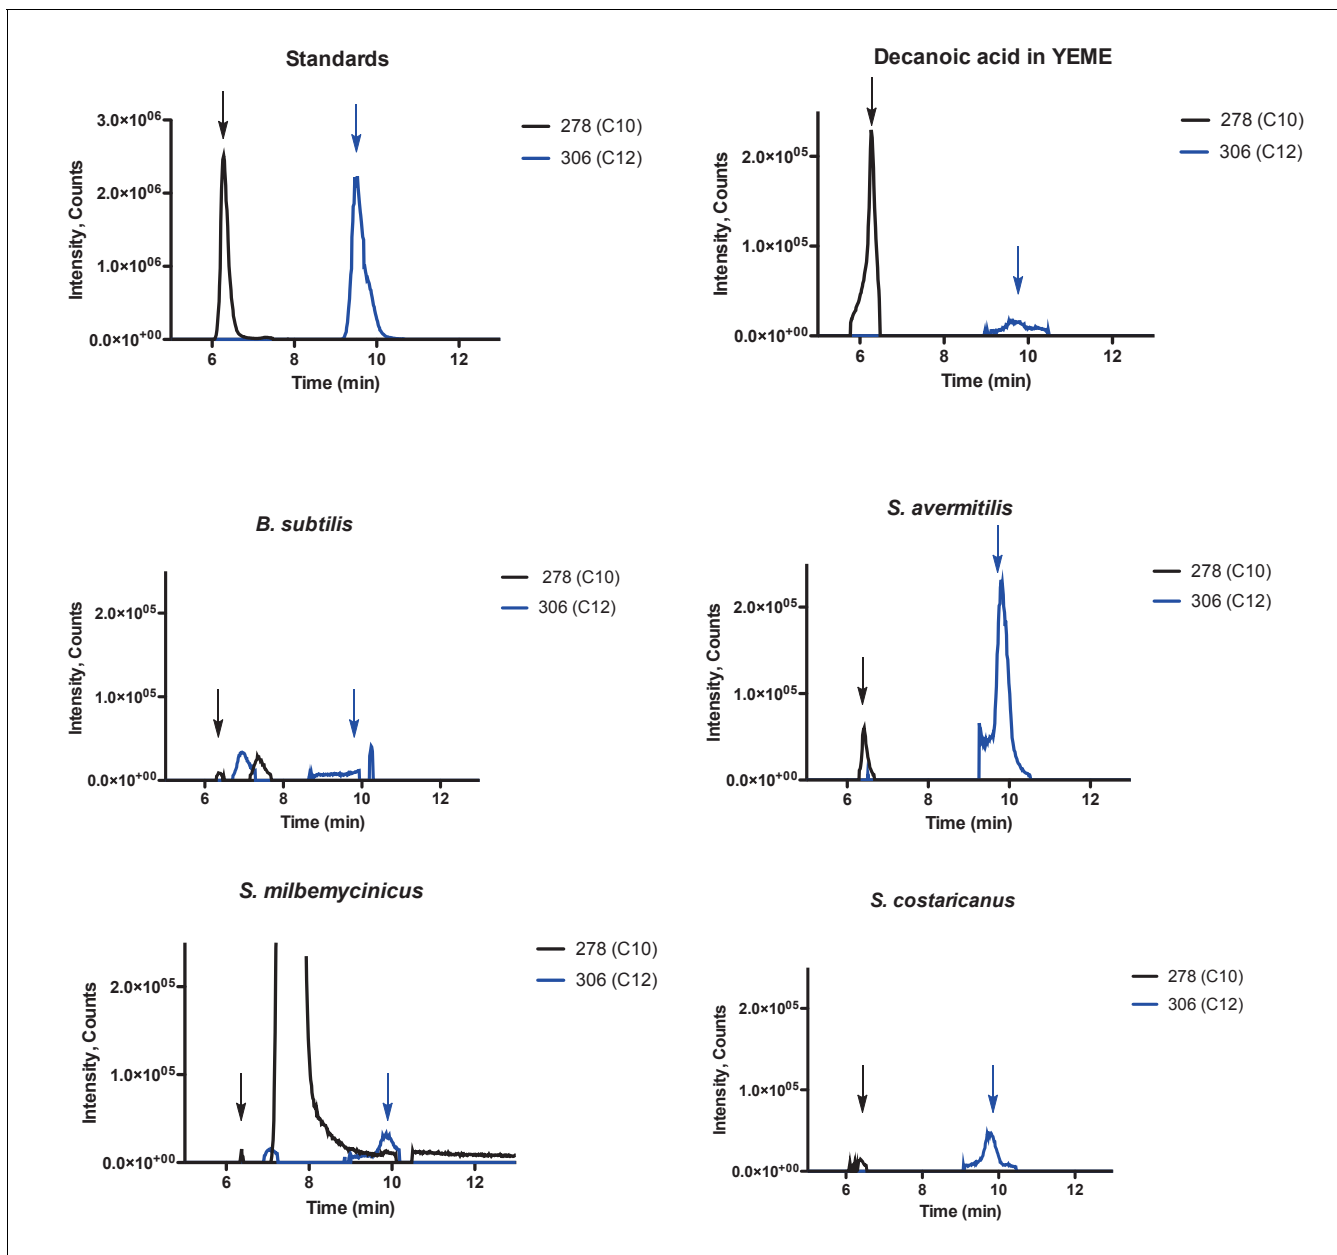 Standards
3.0×10⁺⁰⁶
2.0×10⁺⁰⁶
1.0×10⁺⁰⁶
0.0×10⁺⁰⁰
Intensity, Counts
6 8 10 12
Time (min)
278 (C10)
306 (C12)
Decanoic acid in YEME
2.0×10⁺⁰⁵
1.0×10⁺⁰⁵
0.0×10⁺⁰⁰
Intensity, Counts
6 8 10 12
Time (min)
278 (C10)
306 (C12)
B. subtilis
2.0×10⁺⁰⁵
1.0×10⁺⁰⁵
0.0×10⁺⁰⁰
Intensity, Counts
6 8 10 12
Time (min)
278 (C10)
306 (C12)
S. avermitilis
2.0×10⁺⁰⁵
1.0×10⁺⁰⁵
0.0×10⁺⁰⁰
Intensity, Counts
6 8 10 12
Time (min)
278 (C10)
306 (C12)
S. milbemycinicus
2.0×10⁺⁰⁵
1.0×10⁺⁰⁵
0.0×10⁺⁰⁰
Intensity, Counts
6 8 10 12
Time (min)
278 (C10)
306 (C12)
S. costaricanus
2.0×10⁺⁰⁵
1.0×10⁺⁰⁵
0.0×10⁺⁰⁰
Intensity, Counts
6 8 10 12
Time (min)
278 (C10)
306 (C12)